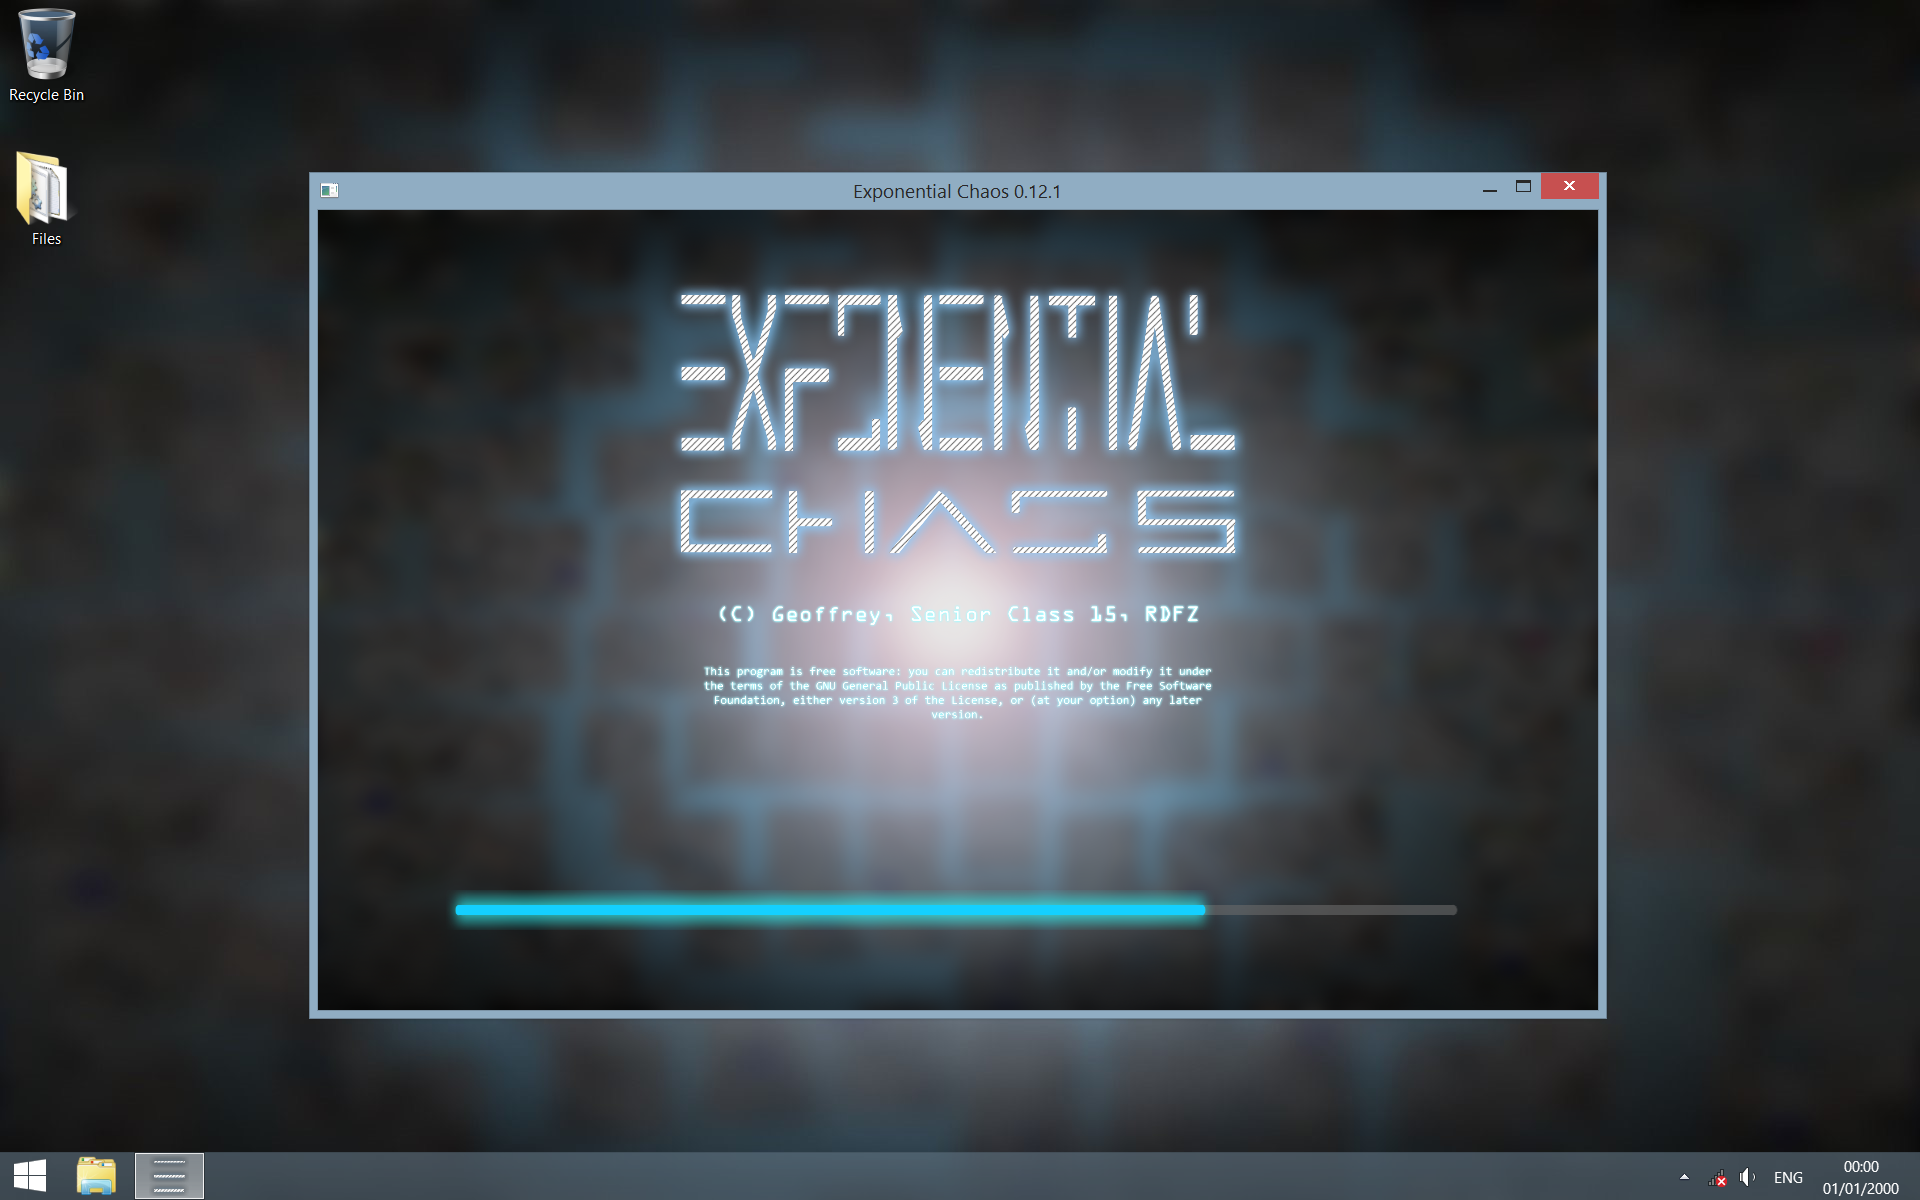 Recycle Bin
Files
Exponential Chaos 0.12.1
EXPONENTIAL
CHAOS
(C) Geoffrey, Senior Class 15, RDFZ
This program is free software: you can redistribute it and/or modify it under
the terms of the GNU General Public License as published by the Free Software
Foundation, either version 3 of the License, or (at your option) any later
version.
ENG
00:00
01/01/2000